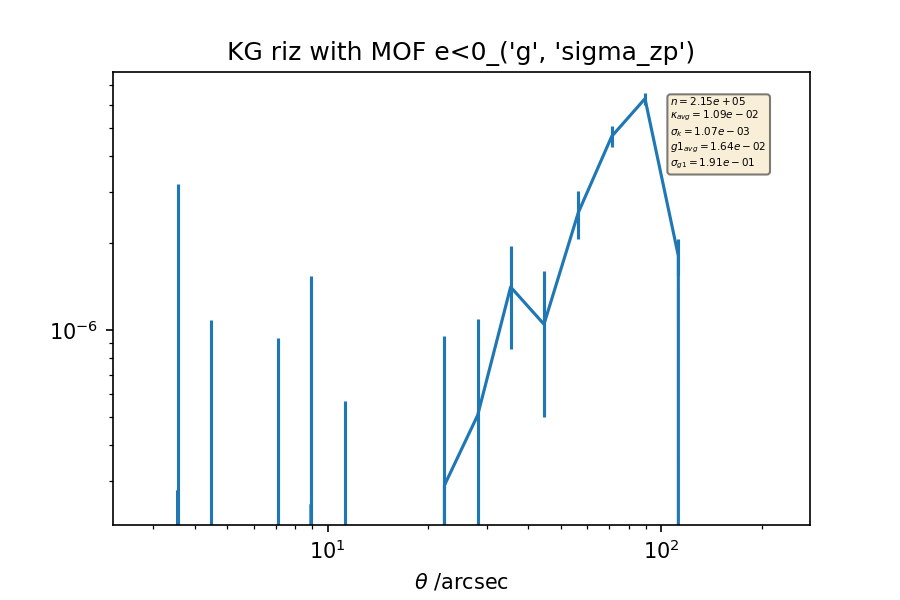 KG riz with MOF e<0_('g', 'sigma_zp')
n = 2.15e + 05
κavg = 1.09e − 02
σk = 1.07e − 03
g1avg = 1.64e − 02
σg1 = 1.91e − 01
10⁻⁶
10¹
10²
θ /arcsec